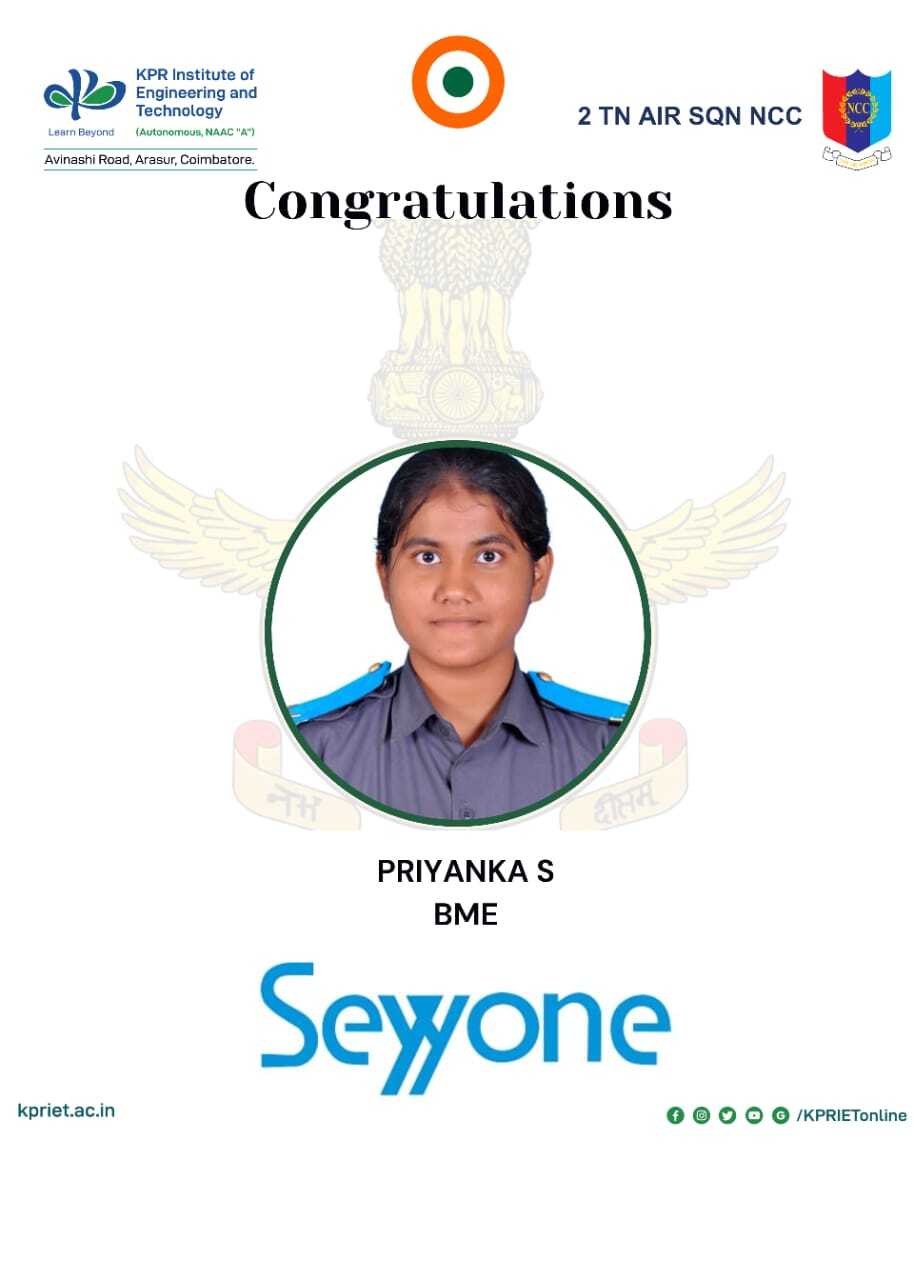 KPR Institute of
Engineering and
Technology
Learn Beyond (Autonomous, NAAC "A")
Avinashi Road, Arasur, Coimbatore.
2 TN AIR SQN NCC
NCC
Congratulations
नभ
दीप्तम्
PRIYANKA S
BME
Seyyone
kpriet.ac.in
/KPRIETonline